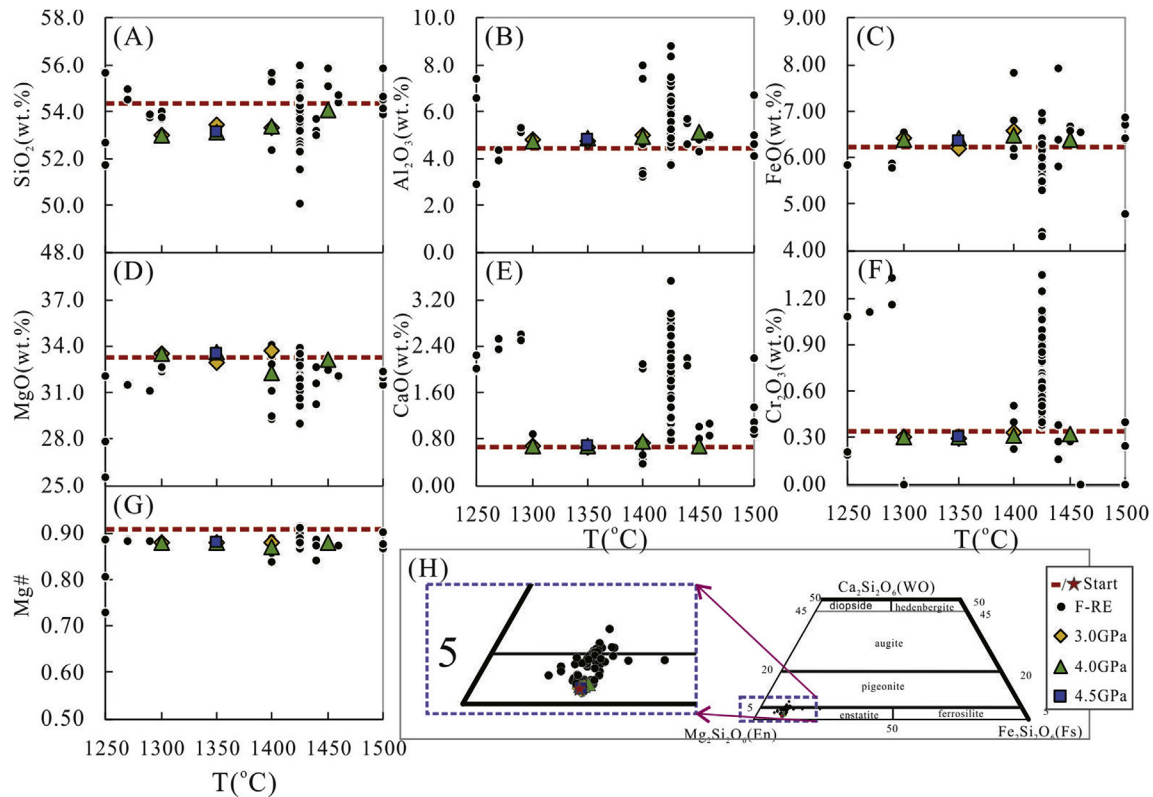 (A)
58.0
56.0
54.0
52.0
50.0
48.0
SiO₂(wt.%)
(B)
10.0
8.0
6.0
4.0
2.0
0.0
Al₂O₃(wt.%)
(C)
9.00
8.00
7.00
6.00
5.00
4.00
FeO(wt.%)
(D)
37.0
33.0
31.0
28.0
25.0
MgO(wt.%)
(E)
3.20
2.40
1.60
0.80
0.00
CaO(wt.%)
1250 1300 1350 1400 1450 1500
T(°C)
(F)
1.20
0.90
0.60
0.30
0.00
Cr₂O₃(wt.%)
1250 1300 1350 1400 1450 1500
T(°C)
(G)
0.90
0.80
0.70
0.60
0.50
Mg#
1250 1300 1350 1400 1450 1500
T(°C)
(H)
5
Ca₂Si₂O₆(WO)
50 50
45 diopside hedenbergite 45
augite
20 20
pigeonite
5 5
enstatite ferrosilite
50
Mg₂Si₂O₆(En)
Fe₂Si₂O₆(Fs)
/ Start
F-RE
3.0GPa
4.0GPa
4.5GPa